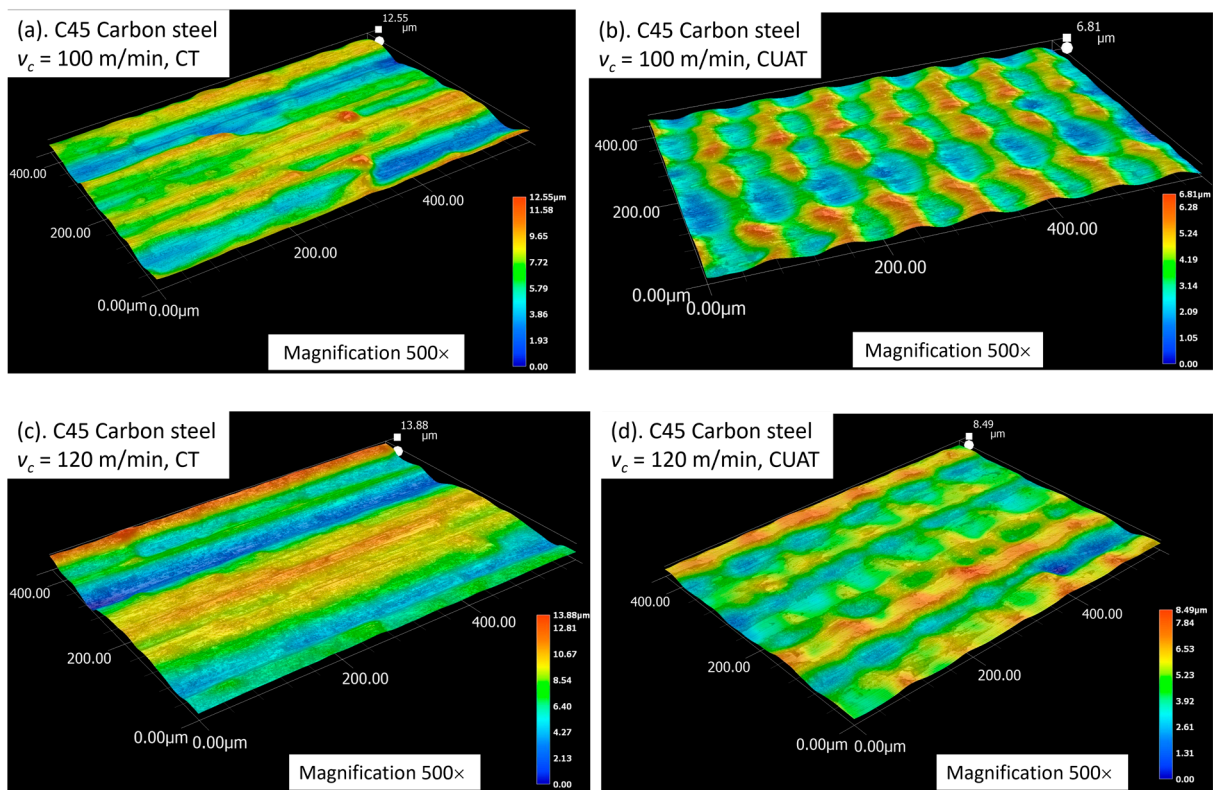 (a). C45 Carbon steel
v_c = 100 m/min, CT
12.55
μm
400.00
200.00
0.00μm
0.00μm
200.00
400.00
12.55μm
11.58
9.65
7.72
5.79
3.86
1.93
0.00
Magnification 500×
(b). C45 Carbon steel
v_c = 100 m/min, CUAT
6.81
μm
400.00
200.00
0.00μm
0.00μm
200.00
400.00
6.81μm
6.28
5.24
4.19
3.14
2.09
1.05
0.00
Magnification 500×
(c). C45 Carbon steel
v_c = 120 m/min, CT
13.88
μm
400.00
200.00
0.00μm
0.00μm
200.00
400.00
13.88μm
12.81
10.67
8.54
6.40
4.27
2.13
0.00
Magnification 500×
(d). C45 Carbon steel
v_c = 120 m/min, CUAT
8.49
μm
400.00
200.00
0.00μm
0.00μm
200.00
400.00
8.49μm
7.84
6.53
5.23
3.92
2.61
1.31
0.00
Magnification 500×